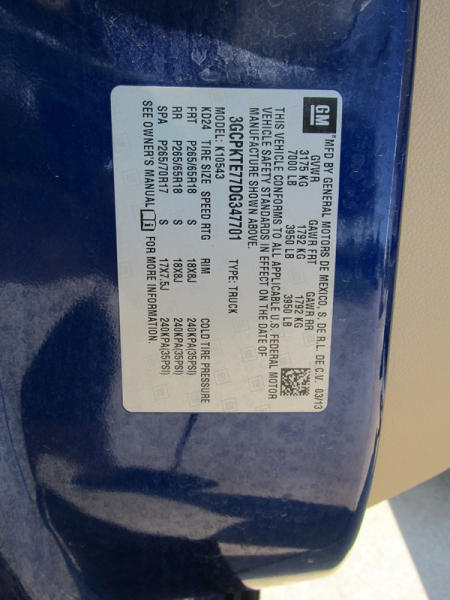 GM
"MFD BY GENERAL MOTORS DE MEXICO, S. DE R.L. DE C.V. 03/13
GVWR GAWR FRT GAWR RR
3175 KG 1792 KG 1792 KG
7000 LB 3950 LB 3950 LB
THIS VEHICLE CONFORMS TO ALL APPLICABLE U.S. FEDERAL MOTOR
VEHICLE SAFETY STANDARDS IN EFFECT ON THE DATE OF
MANUFACTURE SHOWN ABOVE.
3GCPKTE77DG347701 TYPE: TRUCK
MODEL: K10543
KD24 TIRE SIZE SPEED RTG RIM COLD TIRE PRESSURE
FRT P265/65R18 S 18X8J 240KPA(35PSI)
RR P265/65R18 S 18X8J 240KPA(35PSI)
SPA P265/70R17 S 17X7.5J 240KPA(35PSI)
SEE OWNER'S MANUAL i FOR MORE INFORMATION.